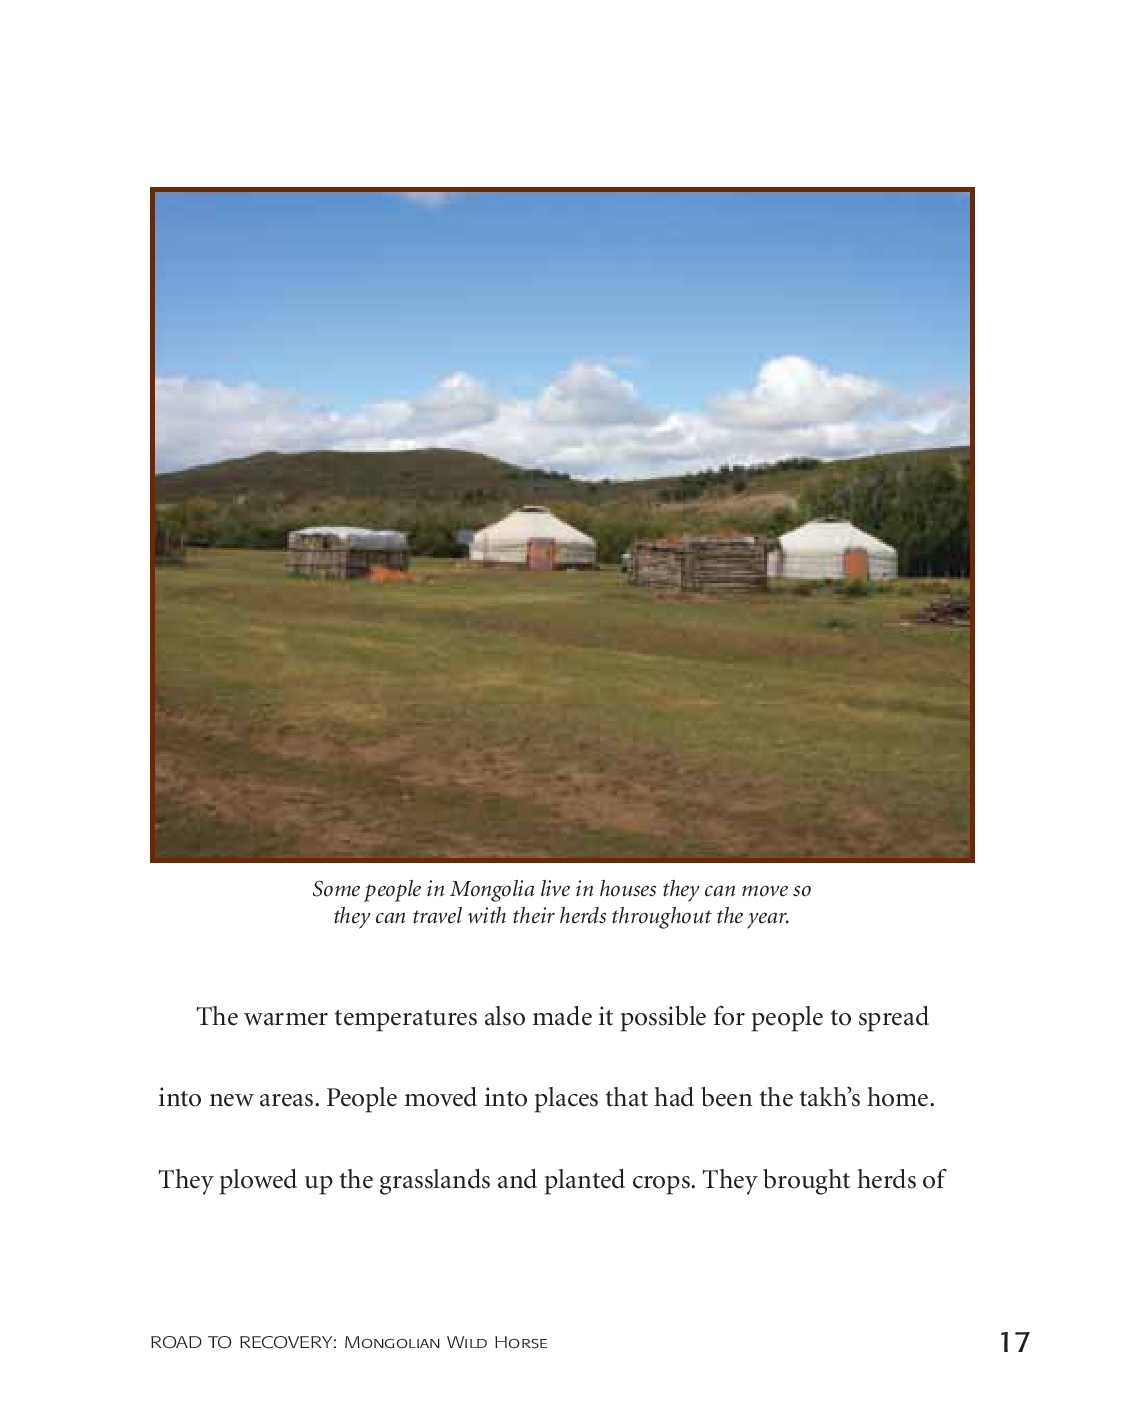 Some people in Mongolia live in houses they can move so
they can travel with their herds throughout the year.
The warmer temperatures also made it possible for people to spread
into new areas. People moved into places that had been the takh’s home.
They plowed up the grasslands and planted crops. They brought herds of
ROAD TO RECOVERY: Mongolian Wild Horse
17